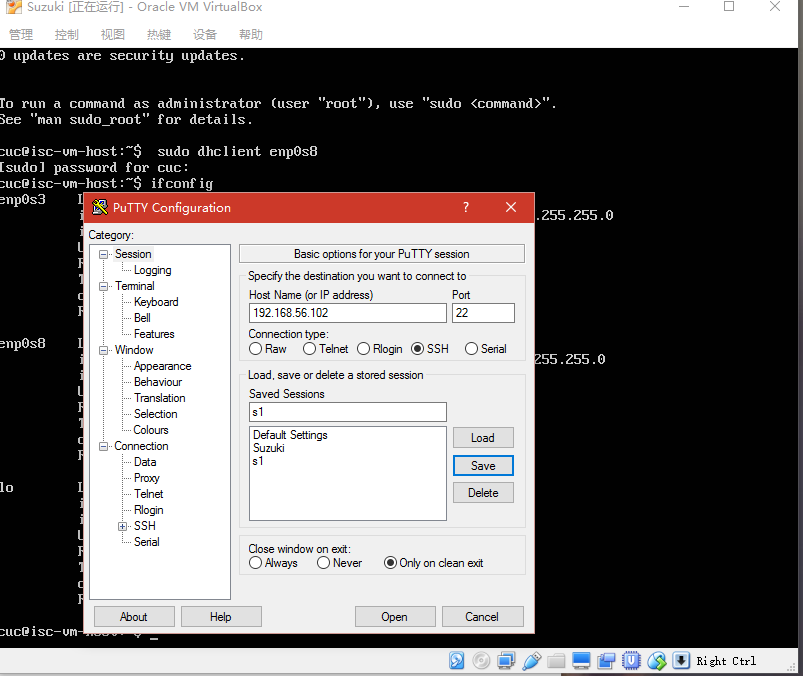 Suzuki [正在运行] - Oracle VM VirtualBox
管理 控制 视图 热键 设备 帮助
0 updates are security updates.
To run a command as administrator (user "root"), use "sudo <command>".
See "man sudo_root" for details.
cuc@isc-vm-host:~$  sudo dhclient enp0s8
[sudo] password for cuc:
cuc@isc-vm-host:~$ ifconfig
enp0s3
.255.255.0
enp0s8
255.255.0
lo
PuTTY Configuration
?
Category:
Session
Logging
Terminal
Keyboard
Bell
Features
Window
Appearance
Behaviour
Translation
Selection
Colours
Connection
Data
Proxy
Telnet
Rlogin
SSH
Serial
Basic options for your PuTTY session
Specify the destination you want to connect to
Host Name (or IP address) Port
192.168.56.102 22
Connection type:
Raw Telnet Rlogin SSH Serial
Load, save or delete a stored session
Saved Sessions
s1
Default Settings
Suzuki
s1
Load
Save
Delete
Close window on exit:
Always Never Only on clean exit
About Help Open Cancel
cuc@isc-vm-host:~$ _
Right Ctrl